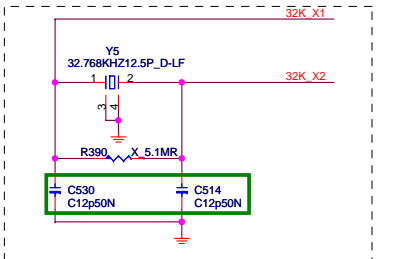 32K_X1
Y5
32.768KHZ12.5P_D-LF
1
2
32K_X2
3
4
R390
X_5.1MR
C530
C12p50N
C514
C12p50N